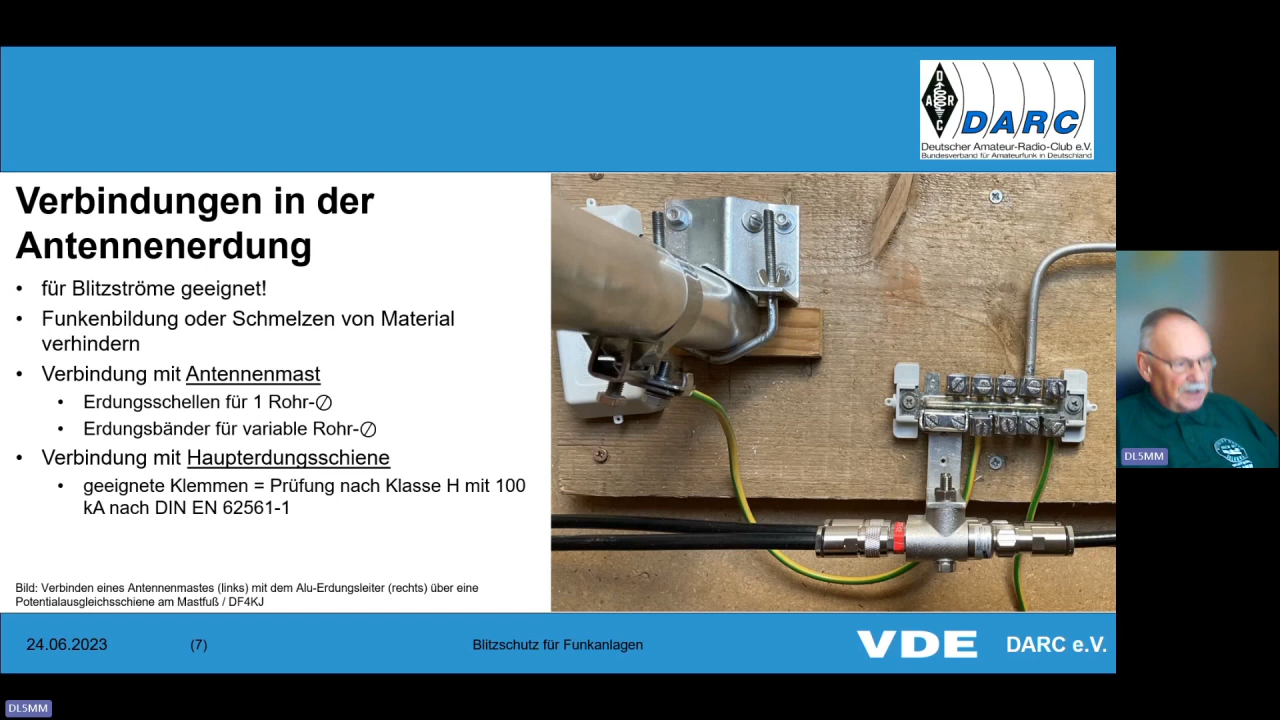 D
A R
C
DARC
Deutscher Amateur-Radio-Club e.V.
Bundesverband für Amateurfunk in Deutschland
Verbindungen in der
Antennenerdung
• für Blitzströme geeignet!
• Funkenbildung oder Schmelzen von Material
verhindern
• Verbindung mit Antennenmast
• Erdungsschellen für 1 Rohr-∅
• Erdungsbänder für variable Rohr-∅
• Verbindung mit Haupterdungsschiene
• geeignete Klemmen = Prüfung nach Klasse H mit 100
kA nach DIN EN 62561-1
Bild: Verbinden eines Antennenmastes (links) mit dem Alu-Erdungsleiter (rechts) über eine
Potentialausgleichsschiene am Mastfuß / DF4KJ
24.06.2023 (7) Blitzschutz für Funkanlagen VDE DARC e.V.
DL5MM
DL5MM